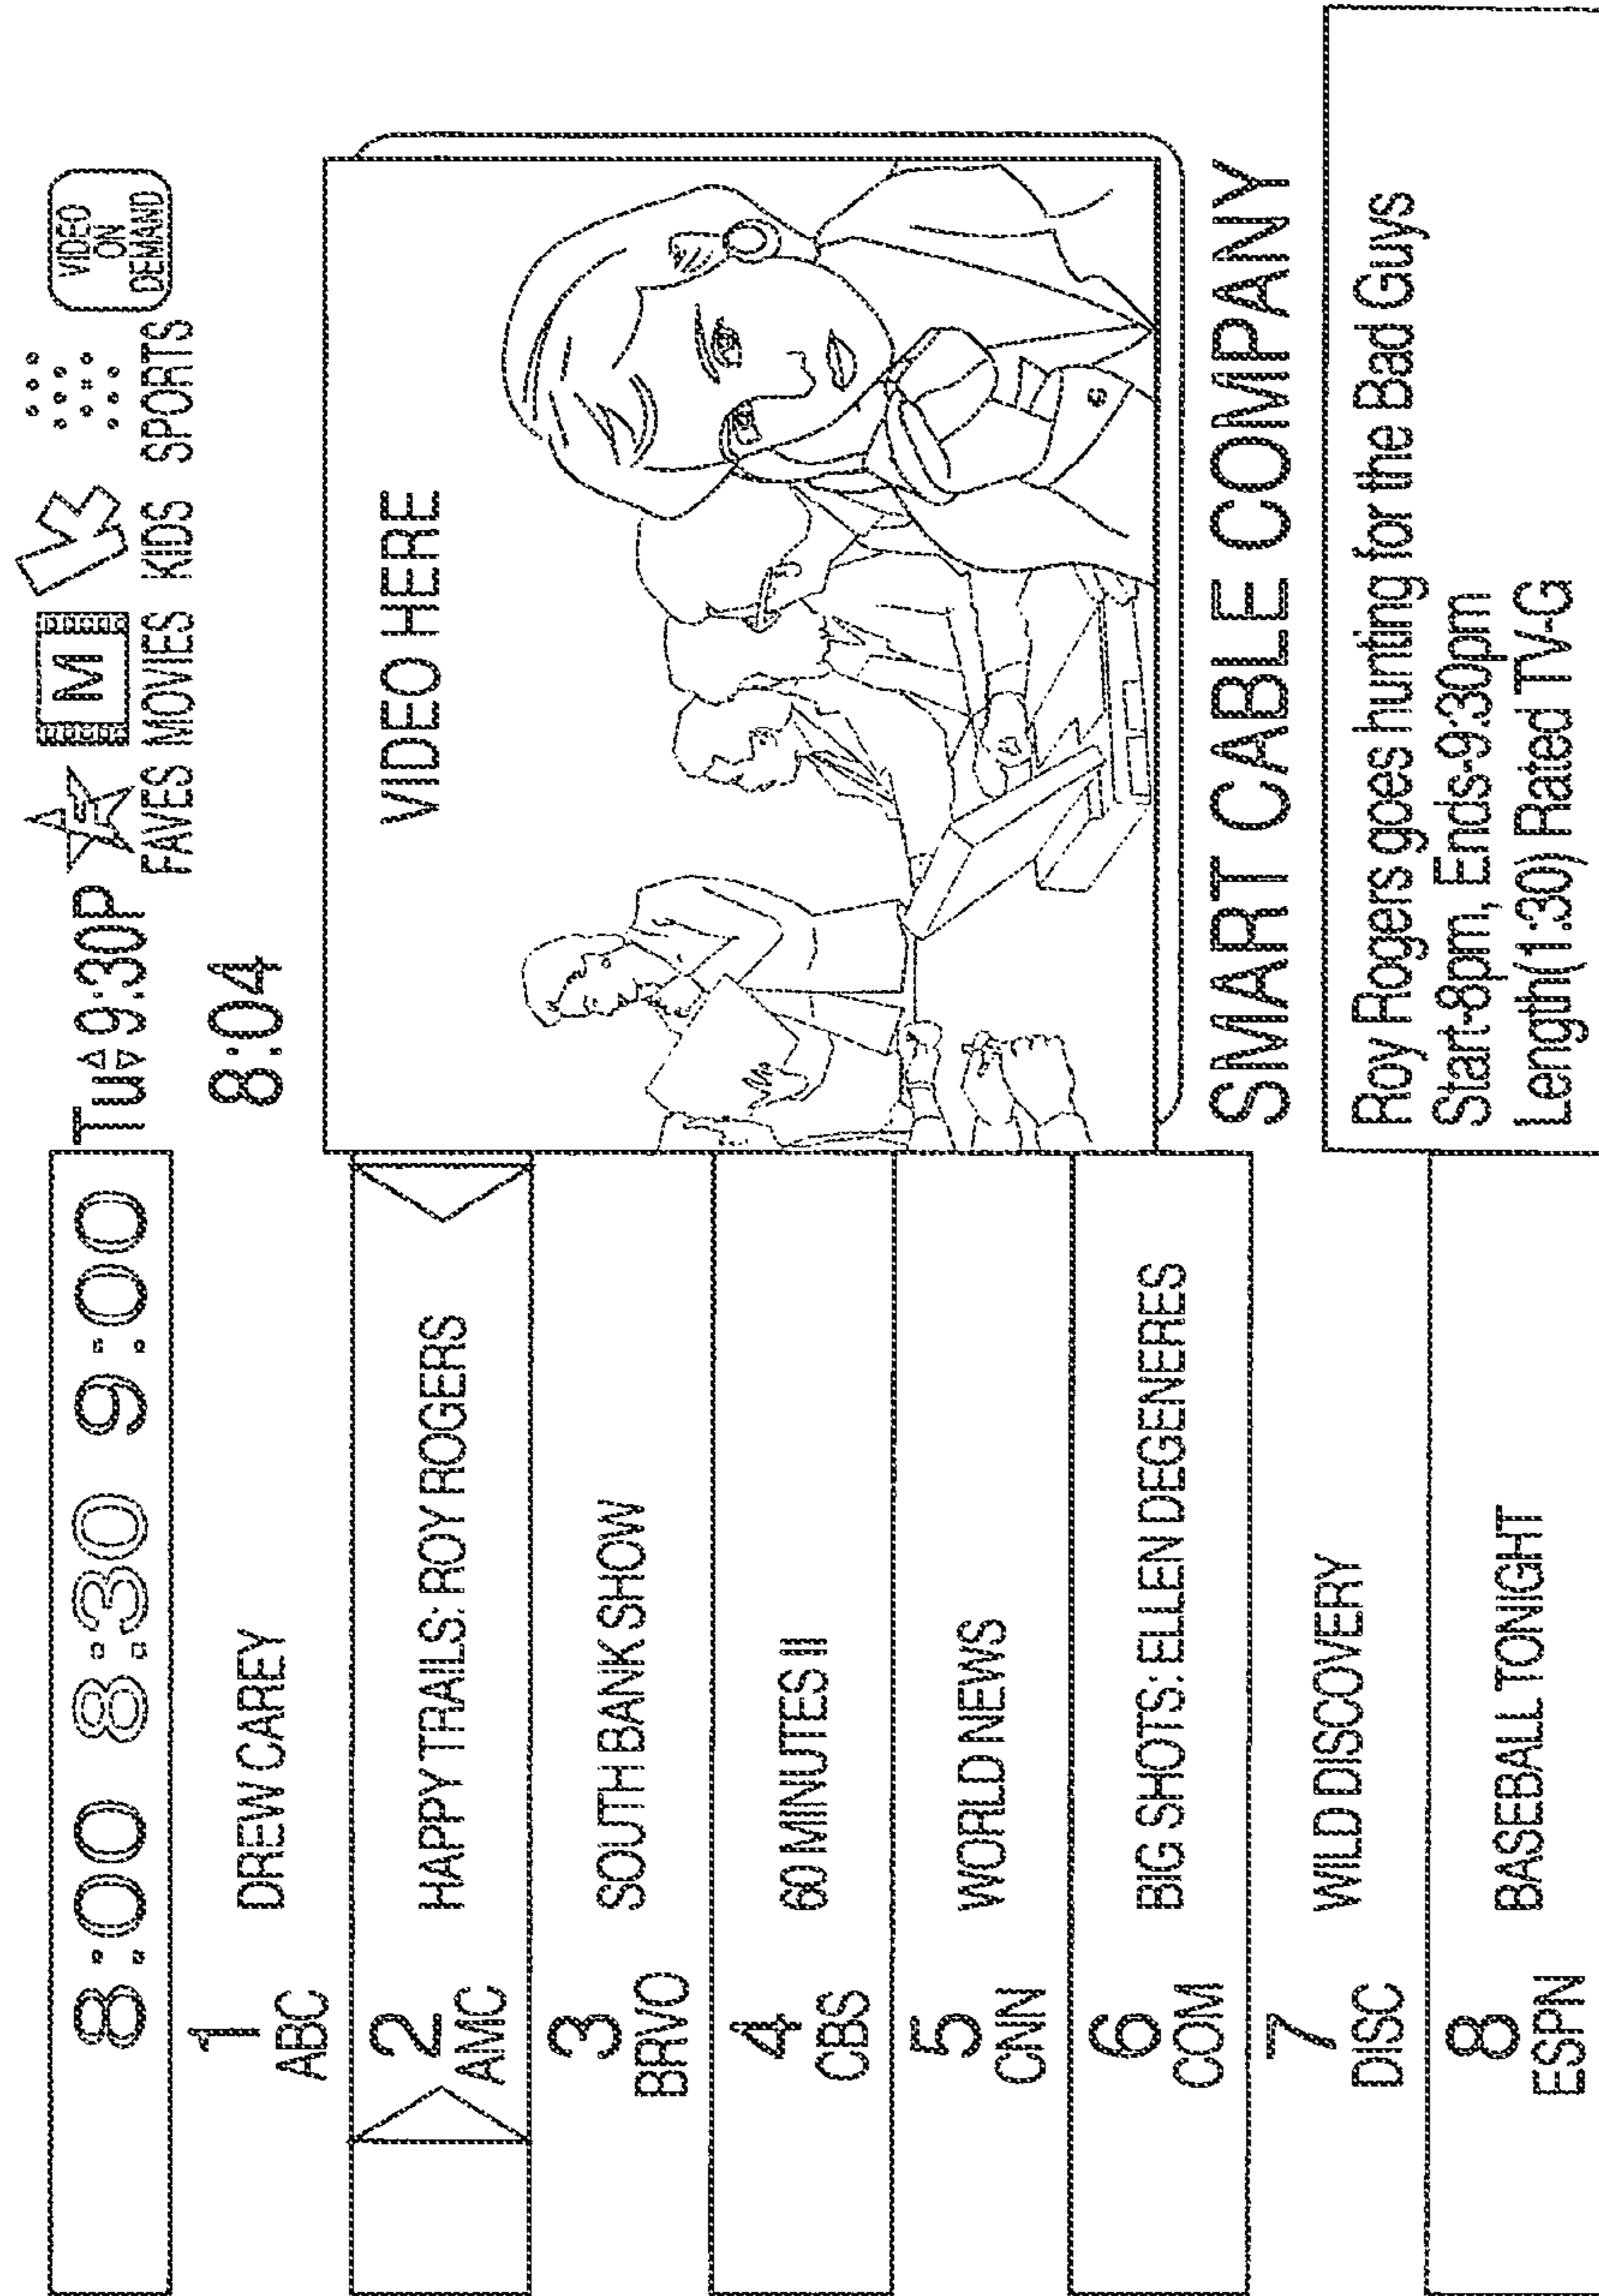 8:00 8:30 9:00
Tue 9:30P
F
M
FAVES MOVIES KIDS SPORTS
VIDEO
ON
DEMAND
8:04
1
ABC
DREW CAREY
2
AMC
HAPPY TRAILS: ROY ROGERS
3
BRVO
SOUTH BANK SHOW
4
CBS
60 MINUTES II
5
CNN
WORLD NEWS
6
COM
BIG SHOTS: ELLEN DEGENERES
7
DISC
WILD DISCOVERY
8
ESPN
BASEBALL TONIGHT
VIDEO HERE
SMART CABLE COMPANY
Roy Rogers goes hunting for the Bad Guys
Start-8pm, Ends-9:30pm
Length(1:30) Rated TV-G